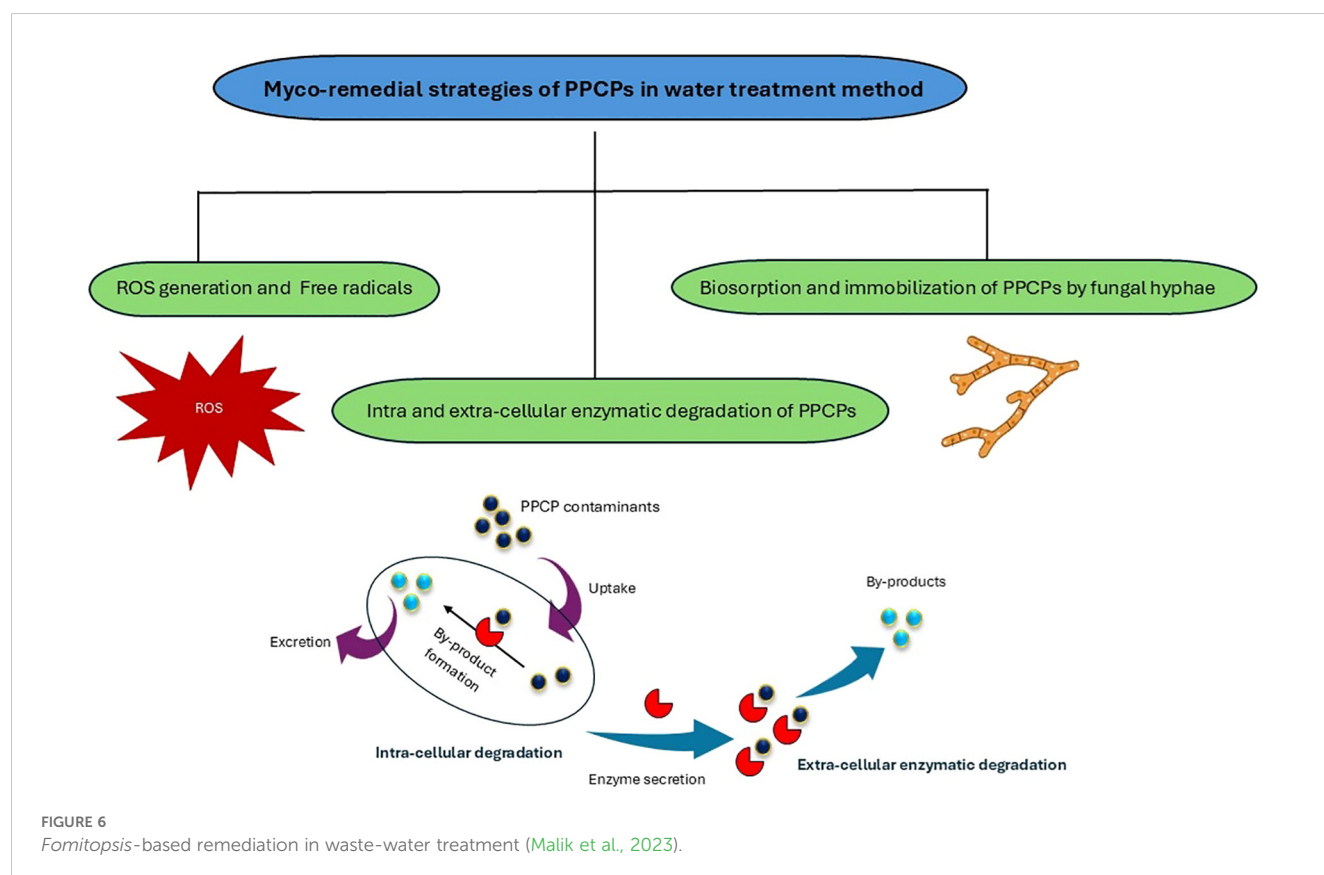 Myco-remedial strategies of PPCPs in water treatment method
ROS generation and Free radicals
Biosorption and immobilization of PPCPs by fungal hyphae
ROS
Intra and extra-cellular enzymatic degradation of PPCPs
PPCP contaminants
Uptake
By-products
Excretion
By-product
formation
Intra-cellular degradation
Enzyme secretion
Extra-cellular enzymatic degradation
FIGURE 6
Fomitopsis-based remediation in waste-water treatment (Malik et al., 2023).